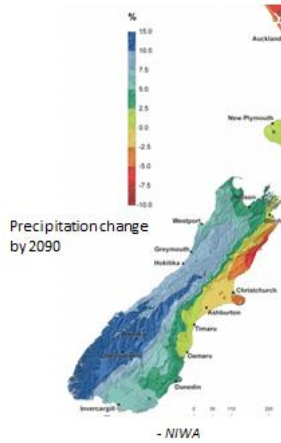 %
15.0
10.0
7.5
5.0
2.5
0.0
-2.5
-5.0
-7.5
-10.0
Auckland
New Plymouth
Westport
Precipitation change
by 2090
Greymouth
Hokitika
Christchurch
Ashburton
Timaru
Oamaru
Dunedin
Invercargill
- NIWA